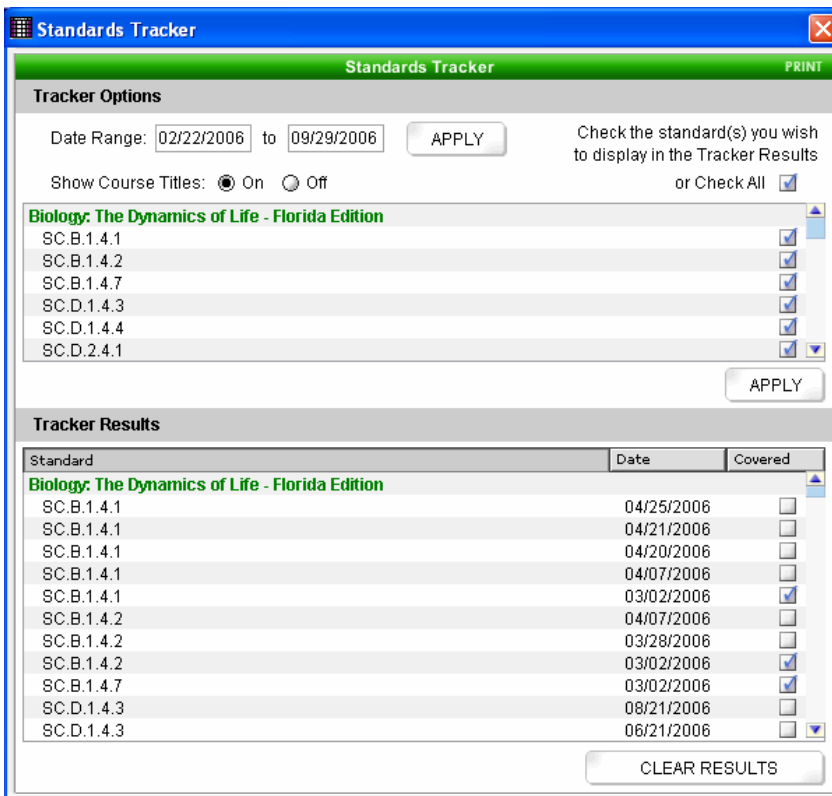 Standards Tracker
Standards Tracker PRINT
Tracker Options
Date Range: 02/22/2006 to 09/29/2006 APPLY
Check the standard(s) you wish
to display in the Tracker Results
Show Course Titles: On Off
or Check All
Biology: The Dynamics of Life - Florida Edition
SC.B.1.4.1
SC.B.1.4.2
SC.B.1.4.7
SC.D.1.4.3
SC.D.1.4.4
SC.D.2.4.1
APPLY
Tracker Results
Standard Date Covered
Biology: The Dynamics of Life - Florida Edition
SC.B.1.4.1 04/25/2006
SC.B.1.4.1 04/21/2006
SC.B.1.4.1 04/20/2006
SC.B.1.4.1 04/07/2006
SC.B.1.4.1 03/02/2006
SC.B.1.4.2 04/07/2006
SC.B.1.4.2 03/28/2006
SC.B.1.4.2 03/02/2006
SC.B.1.4.7 03/02/2006
SC.D.1.4.3 08/21/2006
SC.D.1.4.3 06/21/2006
CLEAR RESULTS